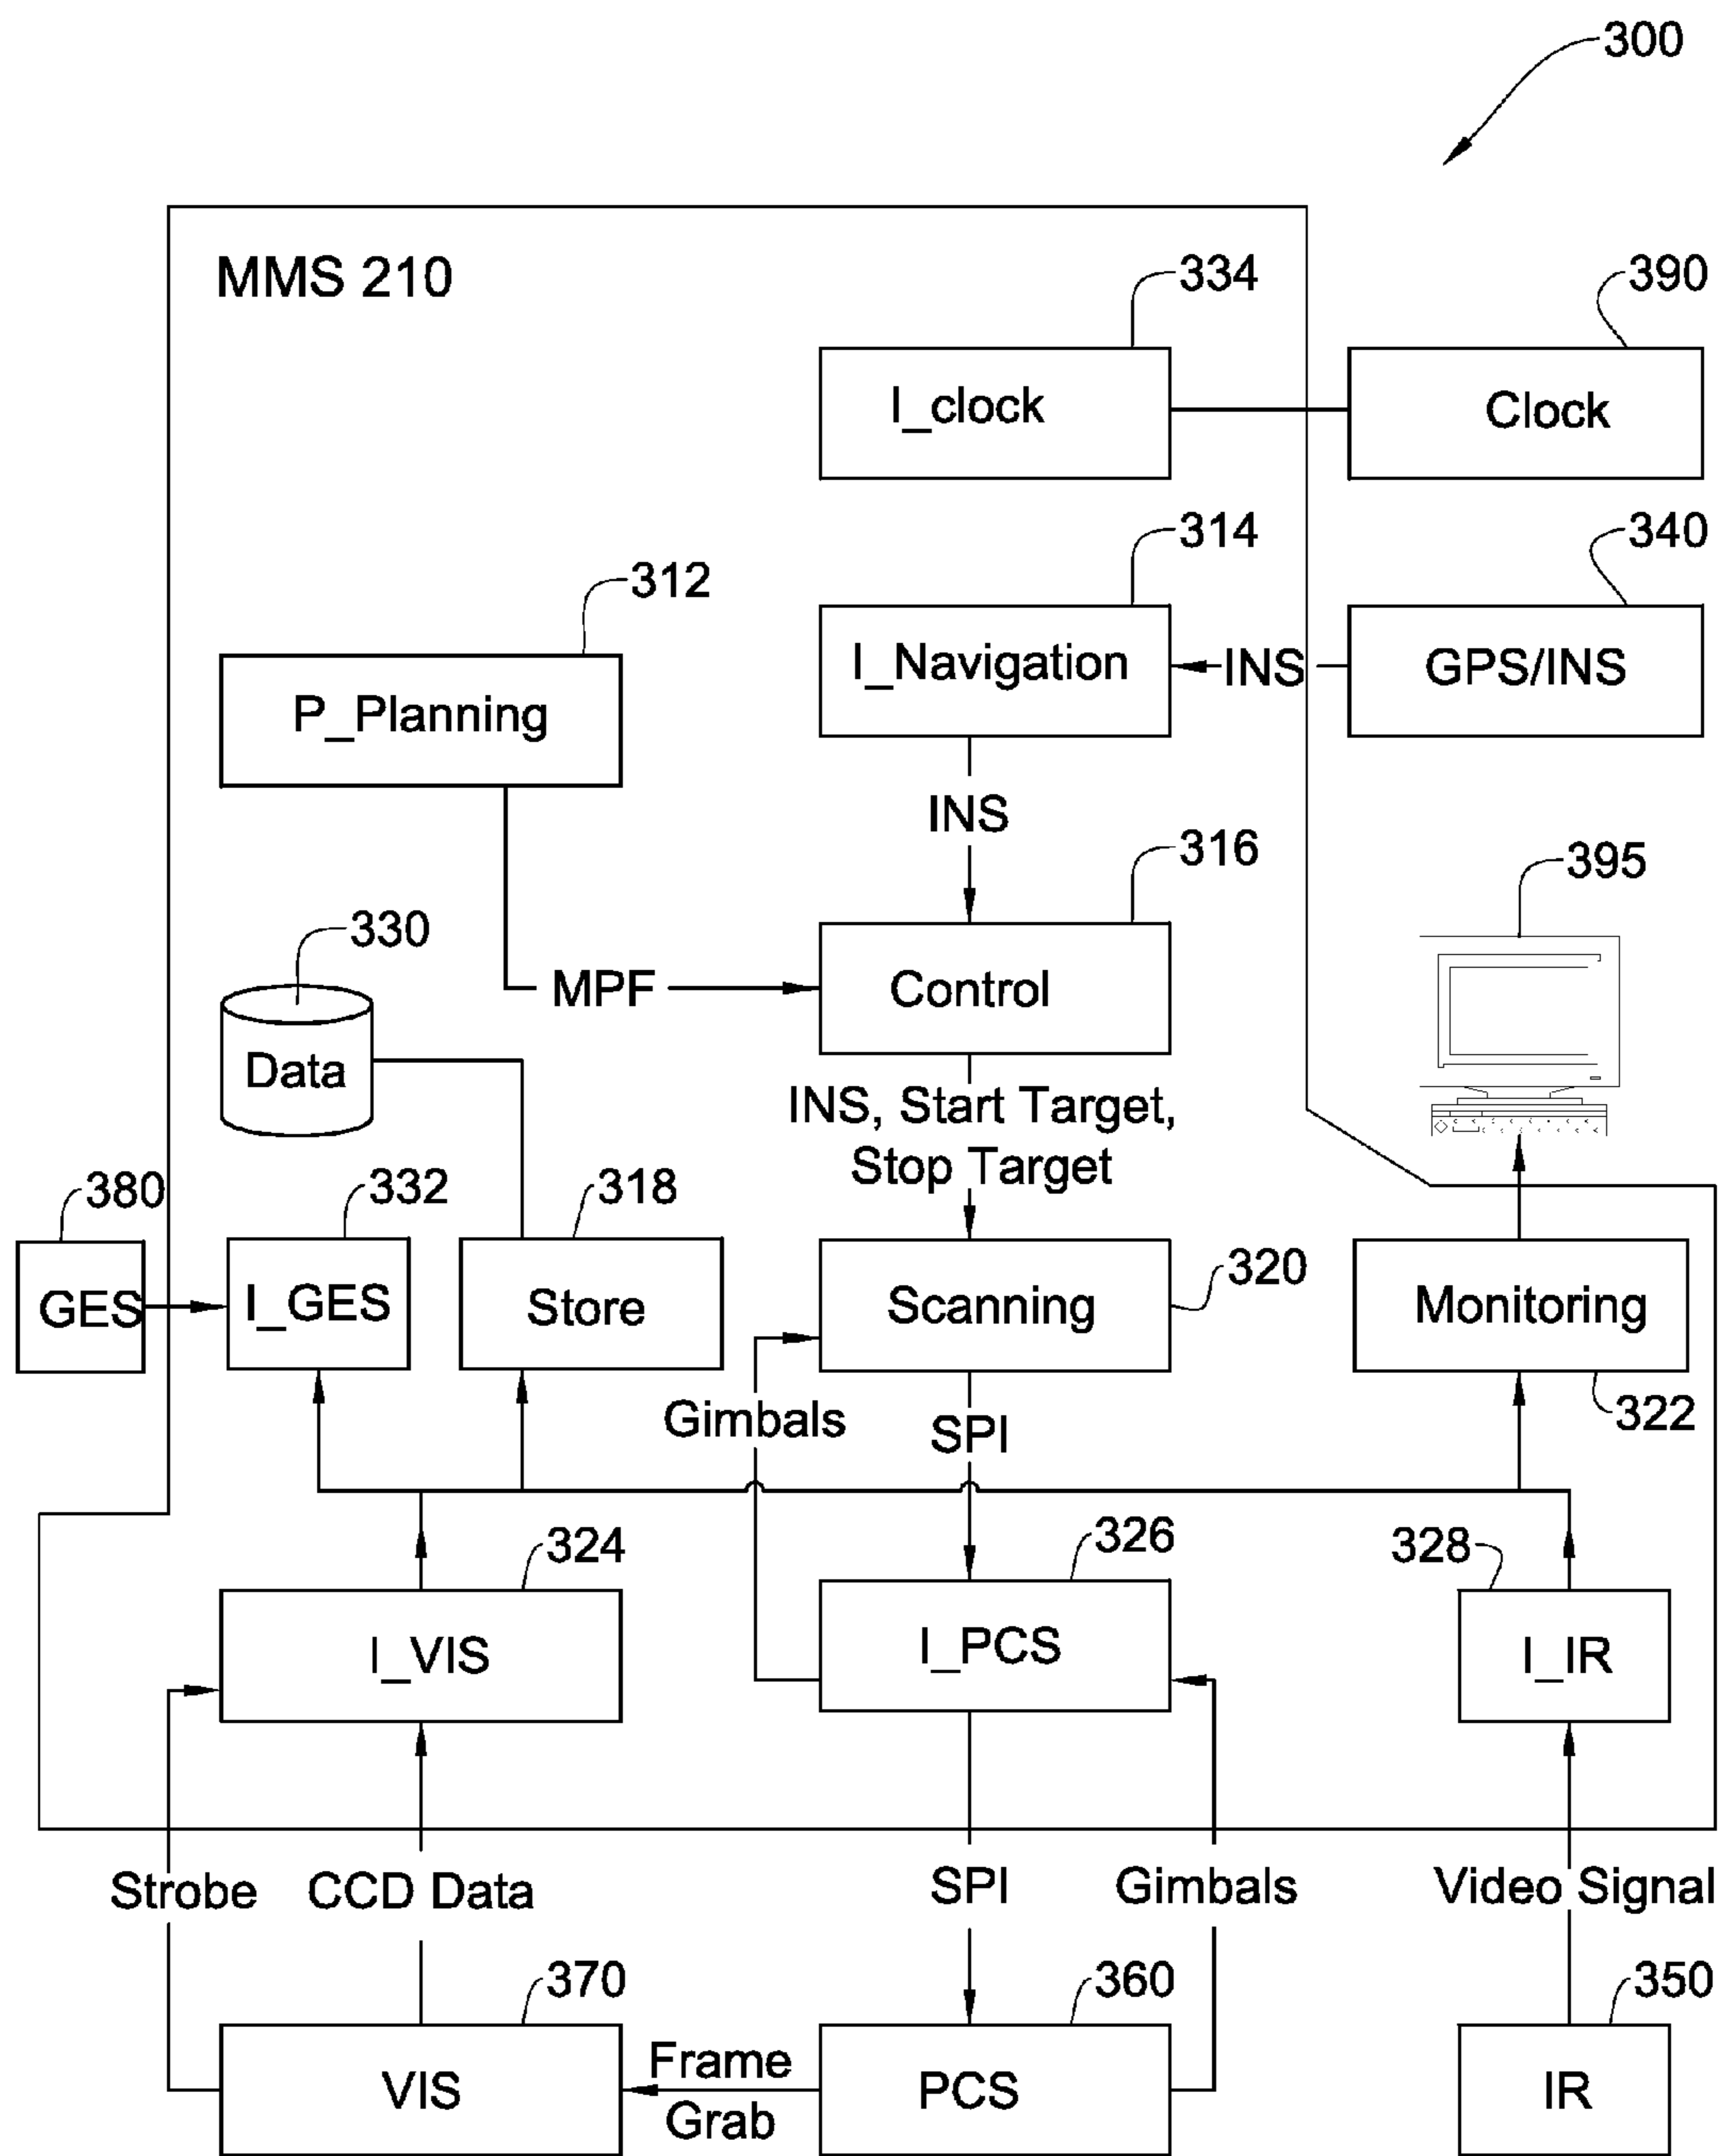 300
MMS 210
334
390
I_clock
Clock
314
340
312
I_Navigation
INS
GPS/INS
P_Planning
INS
316
395
330
MPF
Control
Data
INS, Start Target,
Stop Target
380
332
318
320
GES
I_GES
Store
Scanning
Monitoring
Gimbals
SPI
322
324
326
328
I_VIS
I_PCS
I_IR
Strobe
CCD Data
SPI
Gimbals
Video Signal
370
360
350
VIS
Frame
Grab
PCS
IR